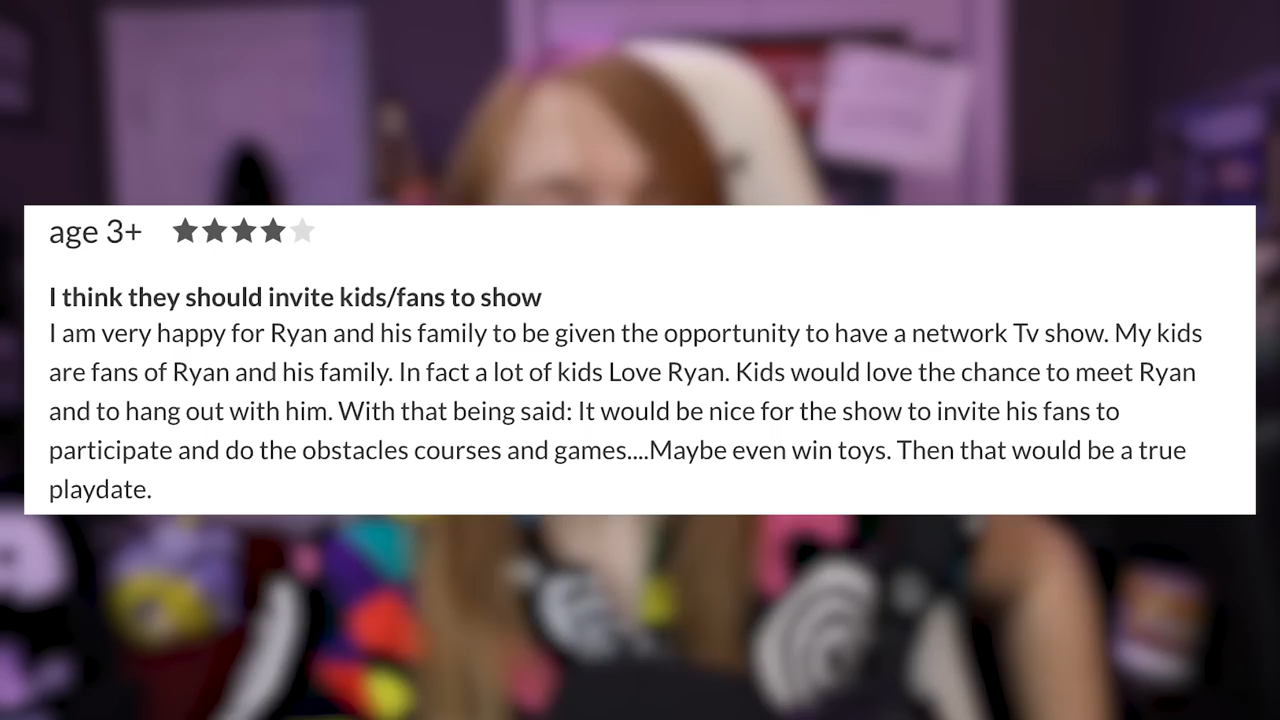 age 3+
I think they should invite kids/fans to show
I am very happy for Ryan and his family to be given the opportunity to have a network Tv show. My kids
are fans of Ryan and his family. In fact a lot of kids Love Ryan. Kids would love the chance to meet Ryan
and to hang out with him. With that being said: It would be nice for the show to invite his fans to
participate and do the obstacles courses and games....Maybe even win toys. Then that would be a true
playdate.